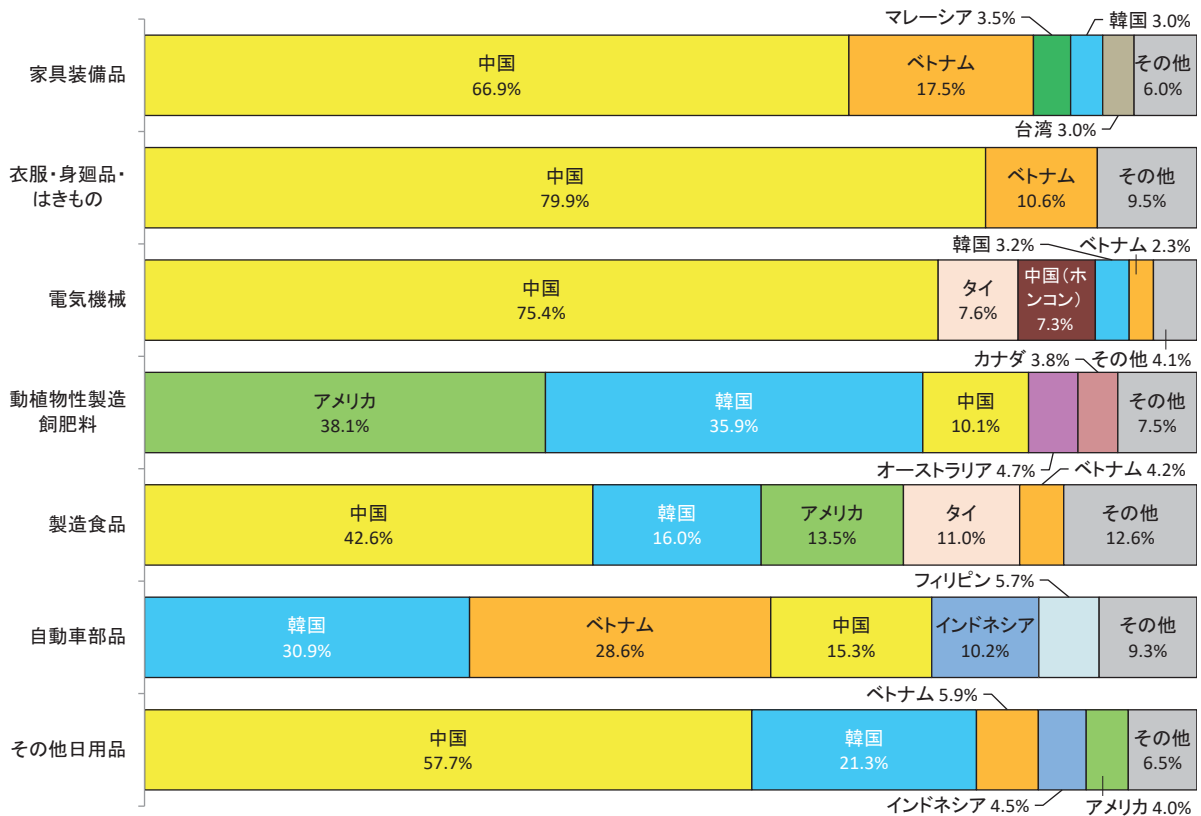 マレーシア 3.5%
韓国 3.0%
家具装備品
中国
66.9%
ベトナム
17.5%
その他
6.0%
台湾 3.0%
衣服・身廻品・
はきもの
中国
79.9%
ベトナム
10.6%
その他
9.5%
韓国 3.2%
ベトナム 2.3%
電気機械
中国
75.4%
タイ
7.6%
中国(ホ
ンコン)
7.3%
カナダ 3.8%
その他 4.1%
動植物性製造
飼肥料
アメリカ
38.1%
韓国
35.9%
中国
10.1%
その他
7.5%
オーストラリア 4.7%
ベトナム 4.2%
製造食品
中国
42.6%
韓国
16.0%
アメリカ
13.5%
タイ
11.0%
その他
12.6%
フィリピン 5.7%
自動車部品
韓国
30.9%
ベトナム
28.6%
中国
15.3%
インドネシア
10.2%
その他
9.3%
ベトナム 5.9%
その他日用品
中国
57.7%
韓国
21.3%
その他
6.5%
インドネシア 4.5%
アメリカ 4.0%